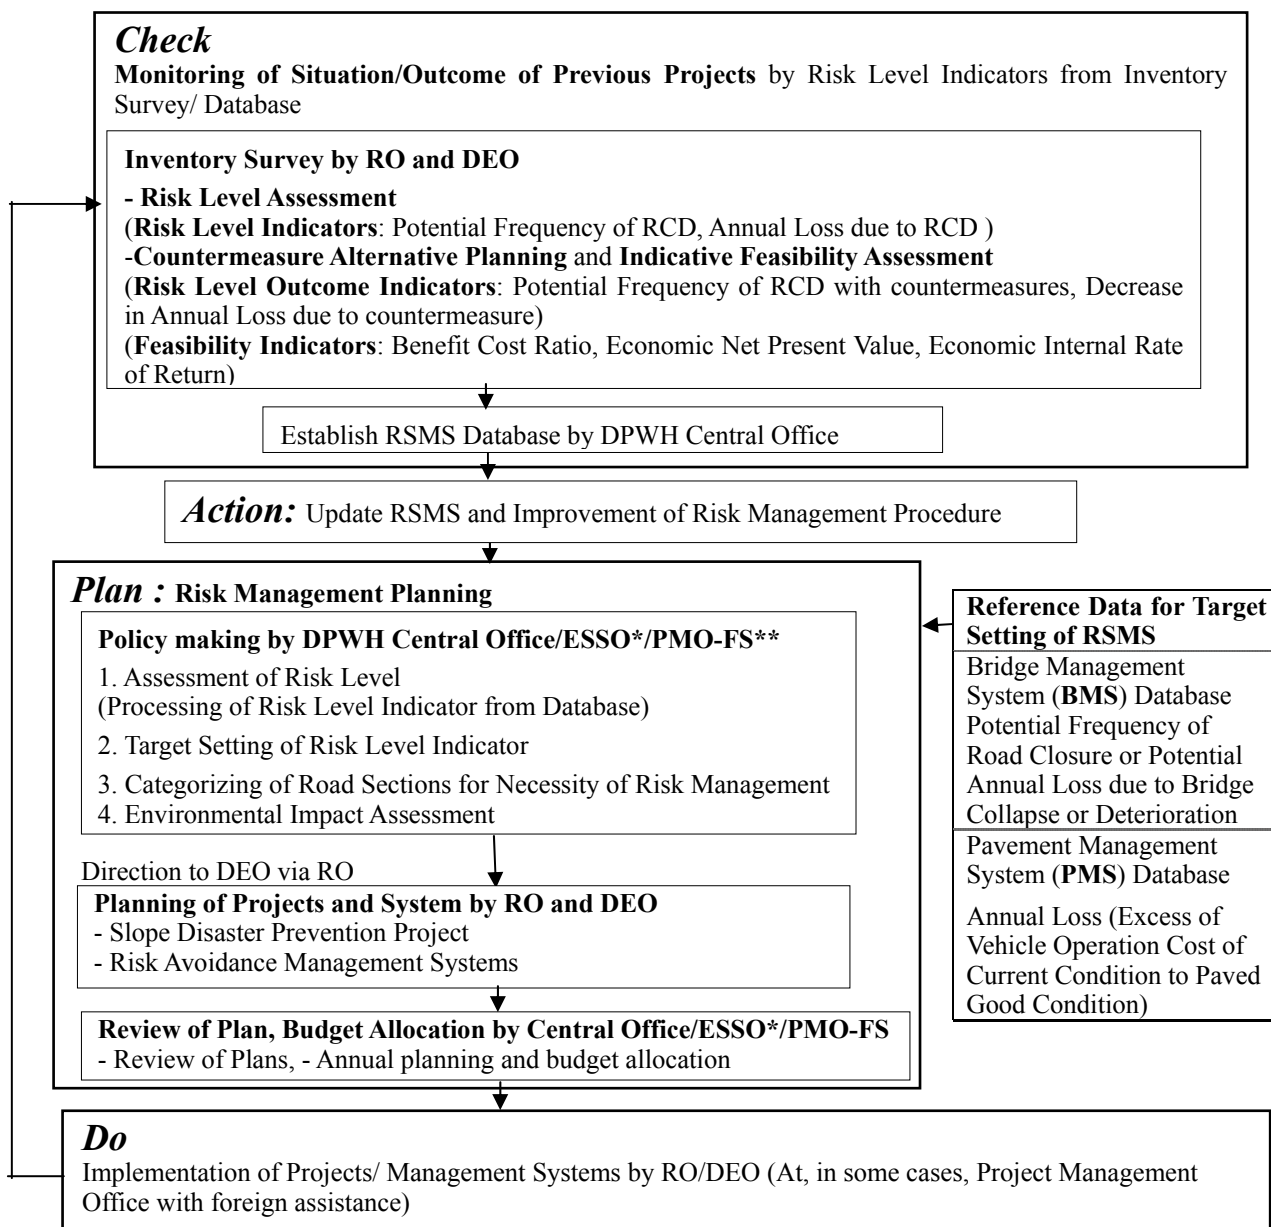 Check
Monitoring of Situation/Outcome of Previous Projects by Risk Level Indicators from Inventory
Survey/ Database
Inventory Survey by RO and DEO
- Risk Level Assessment
(Risk Level Indicators: Potential Frequency of RCD, Annual Loss due to RCD )
-Countermeasure Alternative Planning and Indicative Feasibility Assessment
(Risk Level Outcome Indicators: Potential Frequency of RCD with countermeasures, Decrease
in Annual Loss due to countermeasure)
(Feasibility Indicators: Benefit Cost Ratio, Economic Net Present Value, Economic Internal Rate
of Return)
Establish RSMS Database by DPWH Central Office
Action: Update RSMS and Improvement of Risk Management Procedure
Plan : Risk Management Planning
Policy making by DPWH Central Office/ESSO*/PMO-FS**
1. Assessment of Risk Level
(Processing of Risk Level Indicator from Database)
2. Target Setting of Risk Level Indicator
3. Categorizing of Road Sections for Necessity of Risk Management
4. Environmental Impact Assessment
Direction to DEO via RO
Planning of Projects and System by RO and DEO
- Slope Disaster Prevention Project
- Risk Avoidance Management Systems
Review of Plan, Budget Allocation by Central Office/ESSO*/PMO-FS
- Review of Plans, - Annual planning and budget allocation
Reference Data for Target
Setting of RSMS
Bridge Management
System (BMS) Database
Potential Frequency of
Road Closure or Potential
Annual Loss due to Bridge
Collapse or Deterioration
Pavement Management
System (PMS) Database
Annual Loss (Excess of
Vehicle Operation Cost of
Current Condition to Paved
Good Condition)
Do
Implementation of Projects/ Management Systems by RO/DEO (At, in some cases, Project Management
Office with foreign assistance)